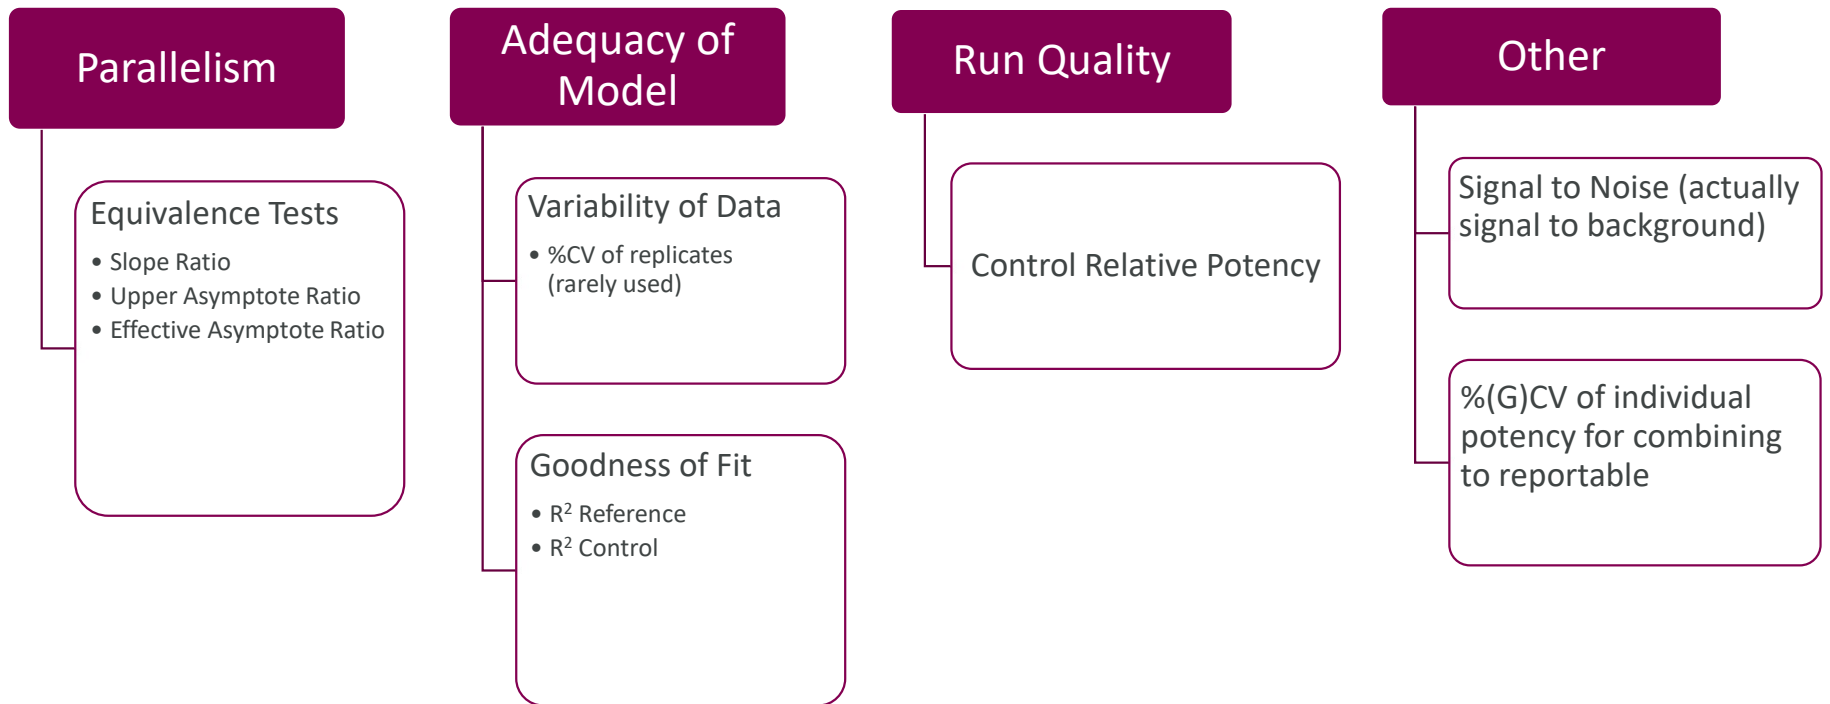 Parallelism
Equivalence Tests
• Slope Ratio
• Upper Asymptote Ratio
• Effective Asymptote Ratio
Adequacy of
Model
Variability of Data
• %CV of replicates
(rarely used)
Goodness of Fit
• R² Reference
• R² Control
Run Quality
Control Relative Potency
Other
Signal to Noise (actually
signal to background)
%(G)CV of individual
potency for combining
to reportable